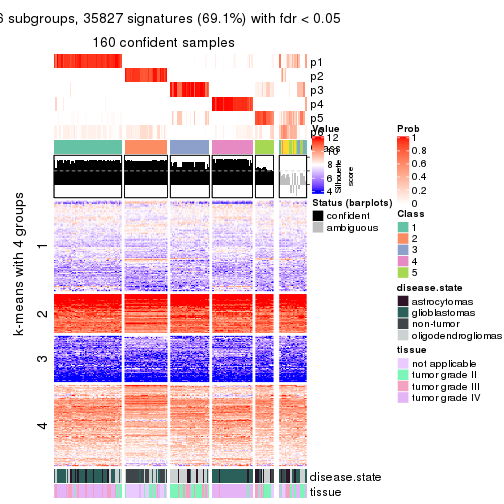 6 subgroups, 35827 signatures (69.1%) with fdr < 0.05
160 confident samples
p1
p2
p3
p4
p5
Value
12
8
6
4
Silhouette
score
Status (barplots)
confident
ambiguous
Prob
1
0.8
0.6
0.4
0.2
0
Class
1
2
3
4
5
disease.state
astrocytomas
glioblastomas
non-tumor
oligodendrogliomas
tissue
not applicable
tumor grade II
tumor grade III
tumor grade IV
k-means with 4 groups
1
2
3
4
disease.state
tissue